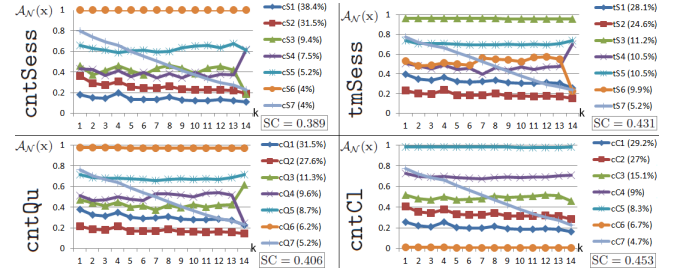 𝒜_𝒩(x)
cntSess
1
0.8
0.6
0.4
0.2
0
1 2 3 4 5 6 7 8 9 10 11 12 13 14
k
cS1 (38.4%)
cS2 (31.5%)
cS3 (9.4%)
cS4 (7.5%)
cS5 (5.2%)
cS6 (4%)
cS7 (4%)
SC = 0.389
𝒜_𝒩(x)
tmSess
1
0.8
0.6
0.4
0.2
0
1 2 3 4 5 6 7 8 9 10 11 12 13 14
k
tS1 (28.1%)
tS2 (24.6%)
tS3 (11.2%)
tS4 (10.5%)
tS5 (10.5%)
tS6 (9.9%)
tS7 (5.2%)
SC = 0.431
𝒜_𝒩(x)
cntQu
1
0.8
0.6
0.4
0.2
0
1 2 3 4 5 6 7 8 9 10 11 12 13 14
k
cQ1 (31.5%)
cQ2 (27.6%)
cQ3 (11.3%)
cQ4 (9.6%)
cQ5 (8.7%)
cQ6 (6.2%)
cQ7 (5.2%)
SC = 0.406
𝒜_𝒩(x)
cntCl
1
0.8
0.6
0.4
0.2
0
1 2 3 4 5 6 7 8 9 10 11 12 13 14
k
cC1 (29.2%)
cC2 (27%)
cC3 (15.1%)
cC4 (9%)
cC5 (8.3%)
cC6 (6.7%)
cC7 (4.7%)
SC = 0.453